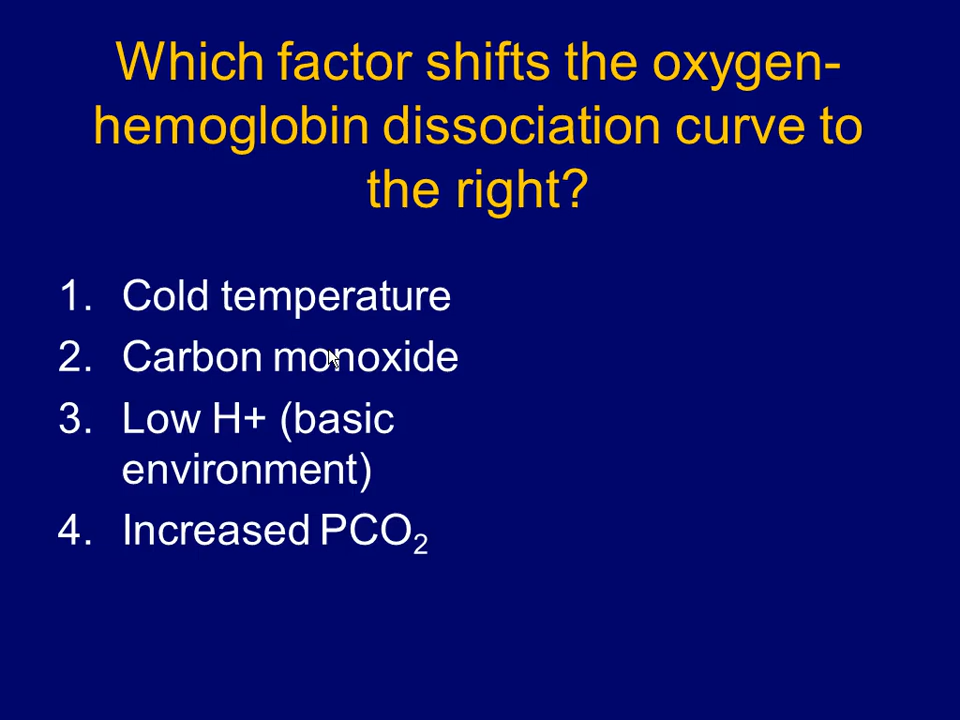 Which factor shifts the oxygen-
hemoglobin dissociation curve to
the right?
1. Cold temperature
2. Carbon monoxide
3. Low H+ (basic
environment)
4. Increased PCO₂